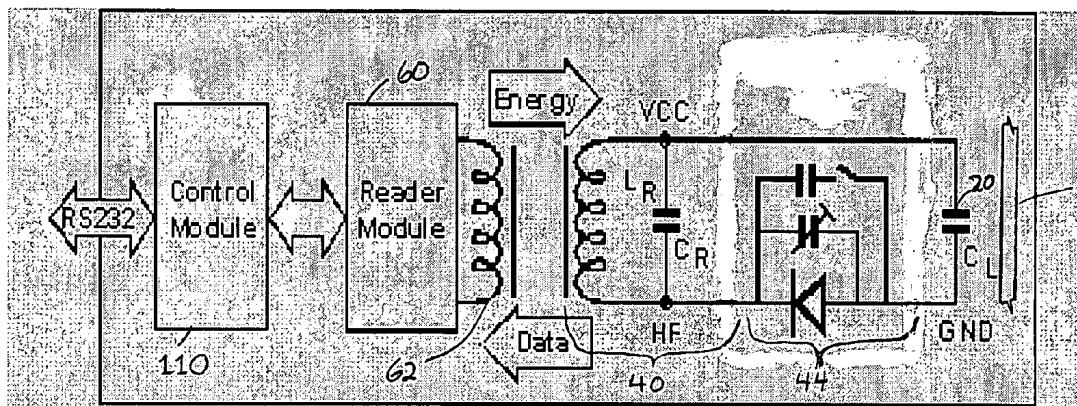 RS232
Control
Module
110
60
Reader
Module
Energy
62
Data
VCC
L R
C R
HF
40
44
20
C L
GND